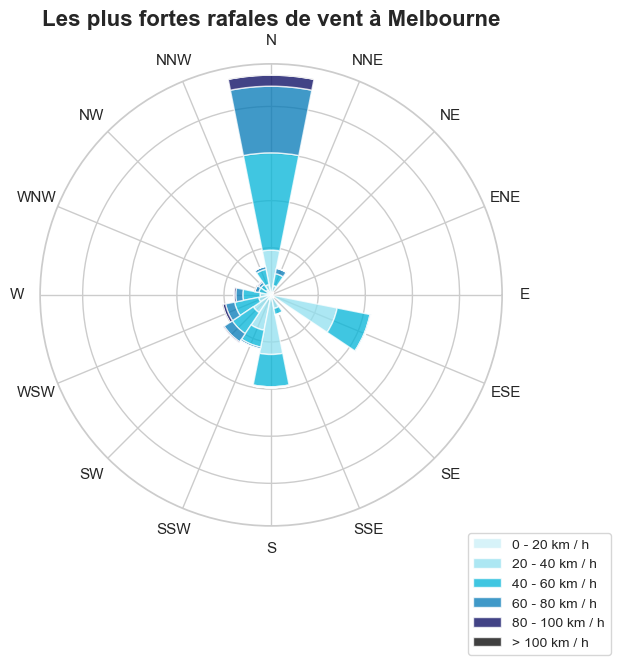 Les plus fortes rafales de vent à Melbourne
N
NNW
NNE
NW
NE
WNW
ENE
W
E
WSW
ESE
SW
SE
SSW
SSE
S
0 - 20 km / h
20 - 40 km / h
40 - 60 km / h
60 - 80 km / h
80 - 100 km / h
> 100 km / h